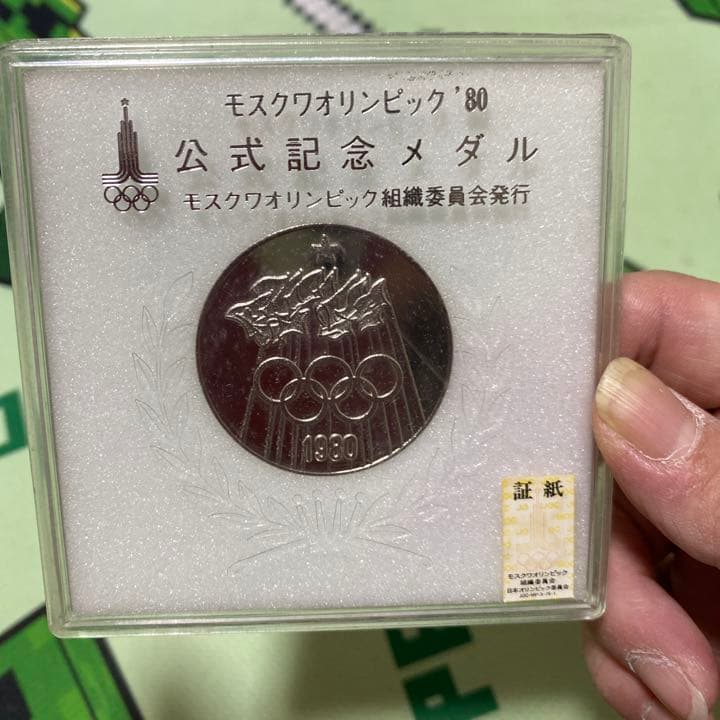 モスクワオリンピック'80
公式記念メダル
モスクワオリンピック組織委員会発行
1980
証紙
モスクワオリンピック
組織委員会
日本オリンピック委員会